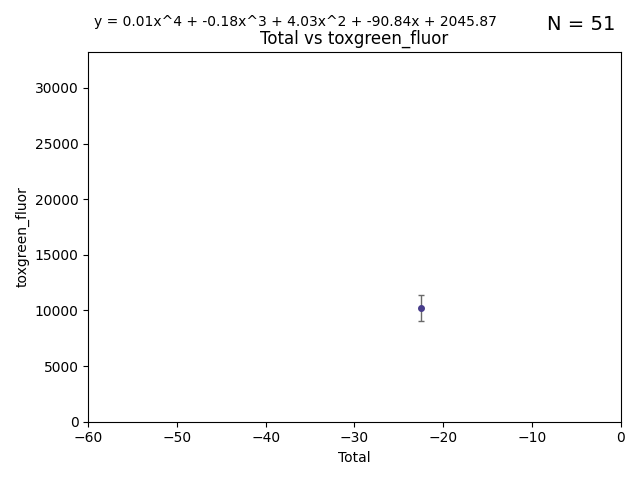 y = 0.01x^4 + -0.18x^3 + 4.03x^2 + -90.84x + 2045.87
N = 51
Total vs toxgreen_fluor
30000
25000
20000
15000
10000
5000
0
toxgreen_fluor
−60 −50 −40 −30 −20 −10 0
Total